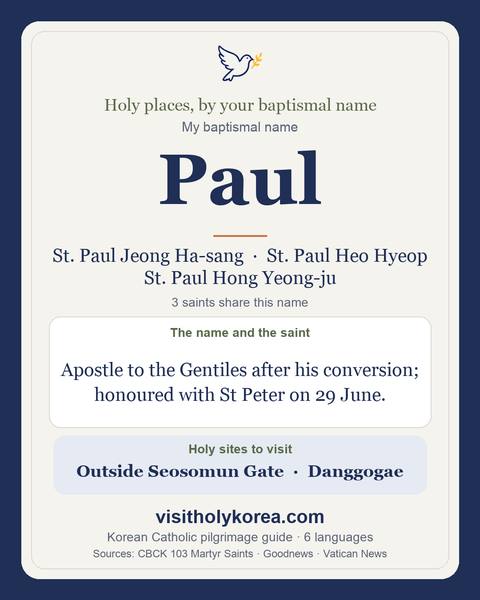 Holy places, by your baptismal name
My baptismal name
Paul
St. Paul Jeong Ha-sang · St. Paul Heo Hyeop
St. Paul Hong Yeong-ju
3 saints share this name
The name and the saint
Apostle to the Gentiles after his conversion;
honoured with St Peter on 29 June.
Holy sites to visit
Outside Seosomun Gate · Danggogae
visitholykorea.com
Korean Catholic pilgrimage guide · 6 languages
Sources: CBCK 103 Martyr Saints · Goodnews · Vatican News